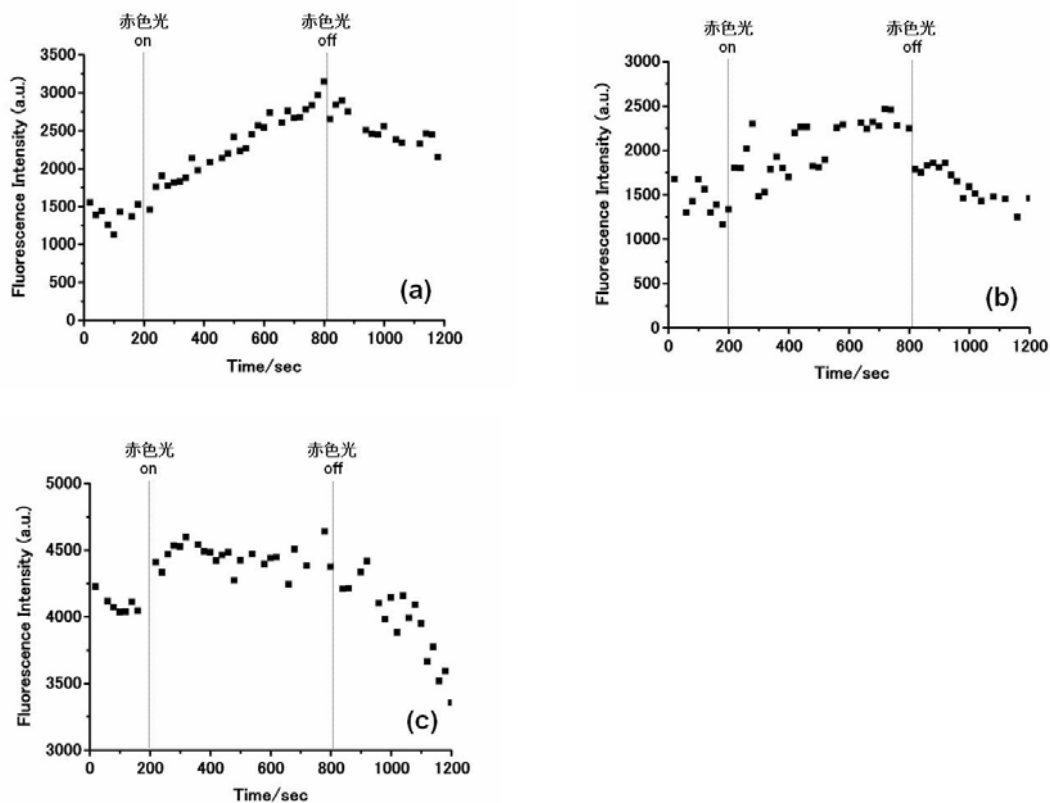 赤色光
on
赤色光
off
3500
3000
2500
2000
1500
1000
500
0
Fluorescence Intensity (a.u.)
(a)
0 200 400 600 800 1000 1200
Time/sec
赤色光
on
赤色光
off
3000
2500
2000
1500
1000
500
0
Fluorescence Intensity (a.u.)
(b)
0 200 400 600 800 1000 1200
Time/sec
赤色光
on
赤色光
off
5000
4500
4000
3500
3000
Fluorescence Intensity (a.u.)
(c)
0 200 400 600 800 1000 1200
Time/sec